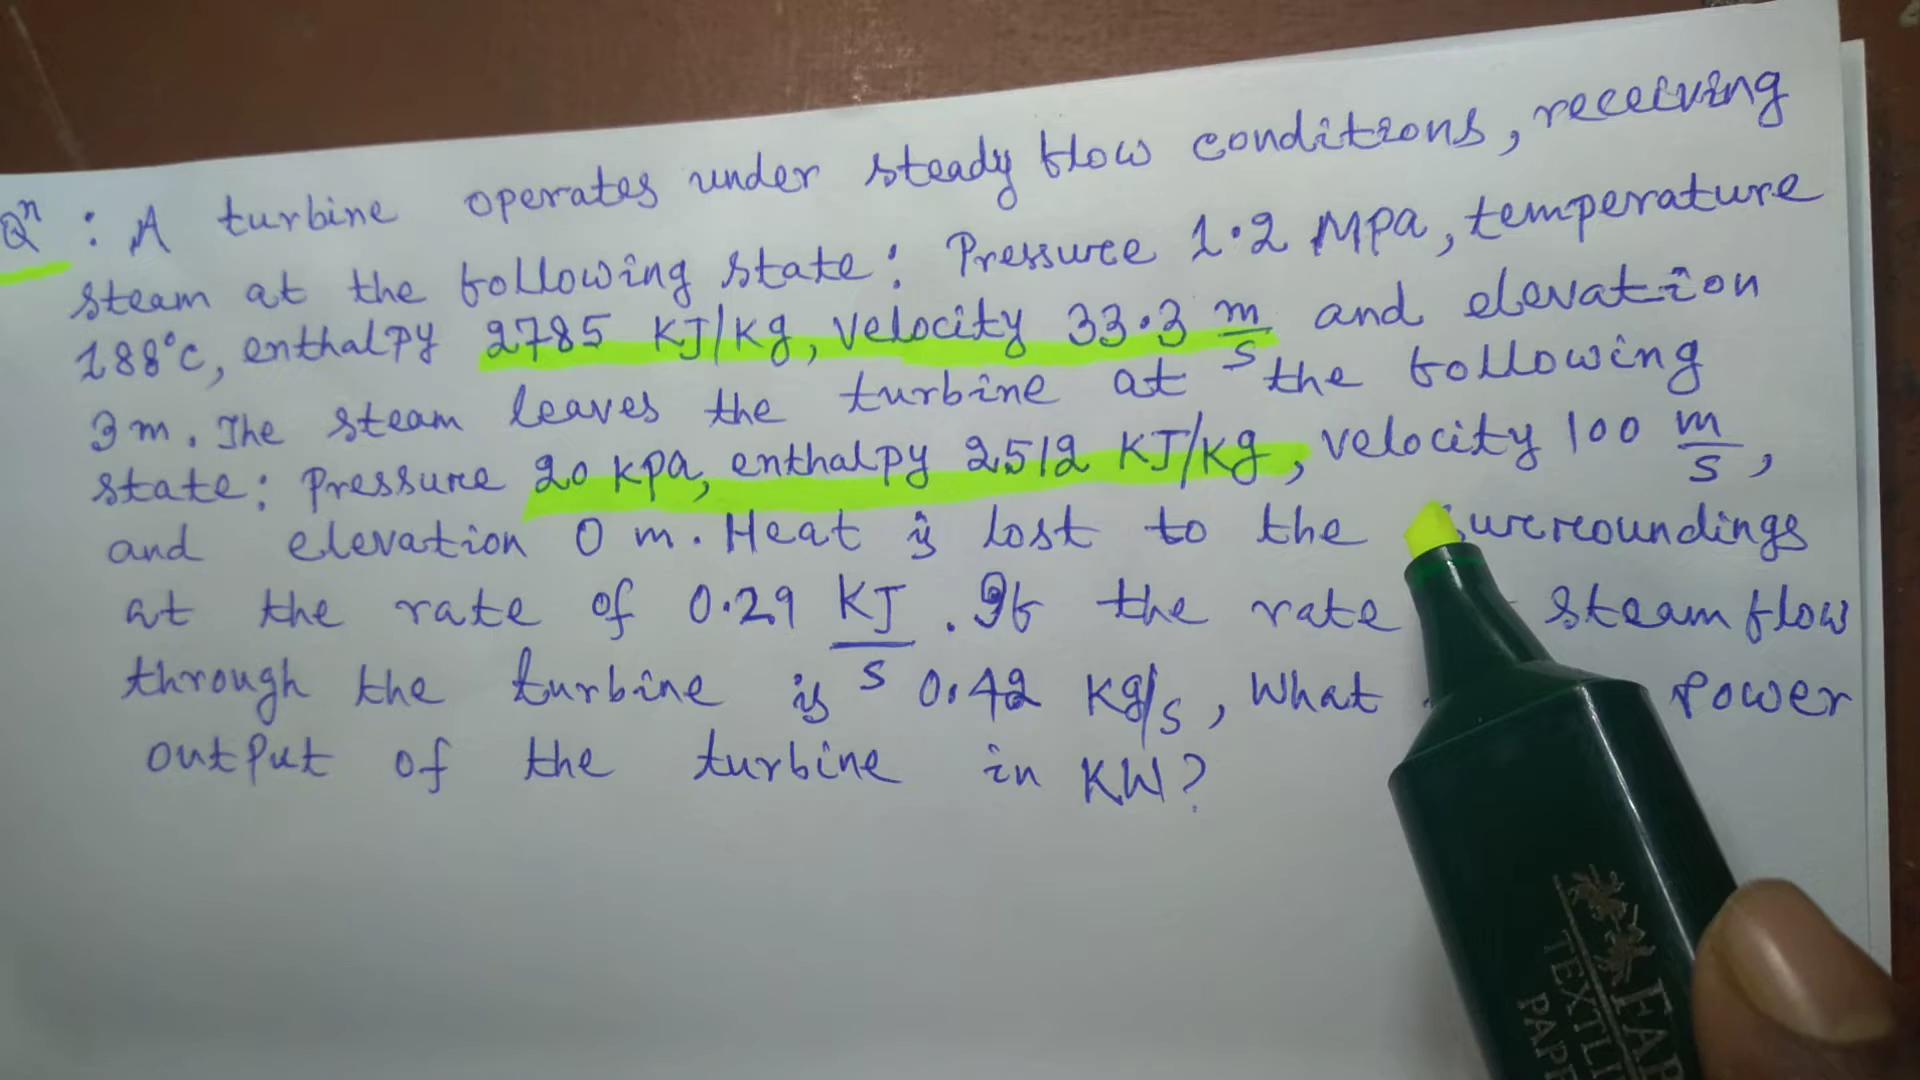 Qⁿ : A turbine operates under steady flow conditions, receiving
steam at the following state: Pressure 1.2 MPa, temperature
188°c, enthalpy 2785 KJ/Kg, velocity 33.3 m/s and elevation
3m. The steam leaves the turbine at the following
state: Pressure 20 kPa, enthalpy 2512 KJ/Kg, velocity 100 m/s,
and elevation 0 m. Heat is lost to the surroundings
at the rate of 0.29 KJ/s. If the rate steam flow
through the turbine is 0.42 Kg/s, What Power
output of the turbine in KW?
TEXTLI